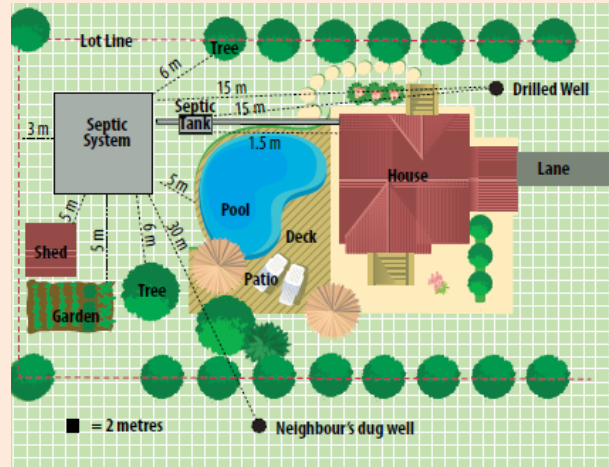 Lot Line
Tree
6 m
15 m
Drilled Well
Septic
Tank
15 m
3 m
Septic
System
1.5 m
House
Lane
5 m
Pool
5 m
5 m
6 m
30 m
Deck
Shed
Tree
Patio
Garden
= 2 metres
Neighbour's dug well